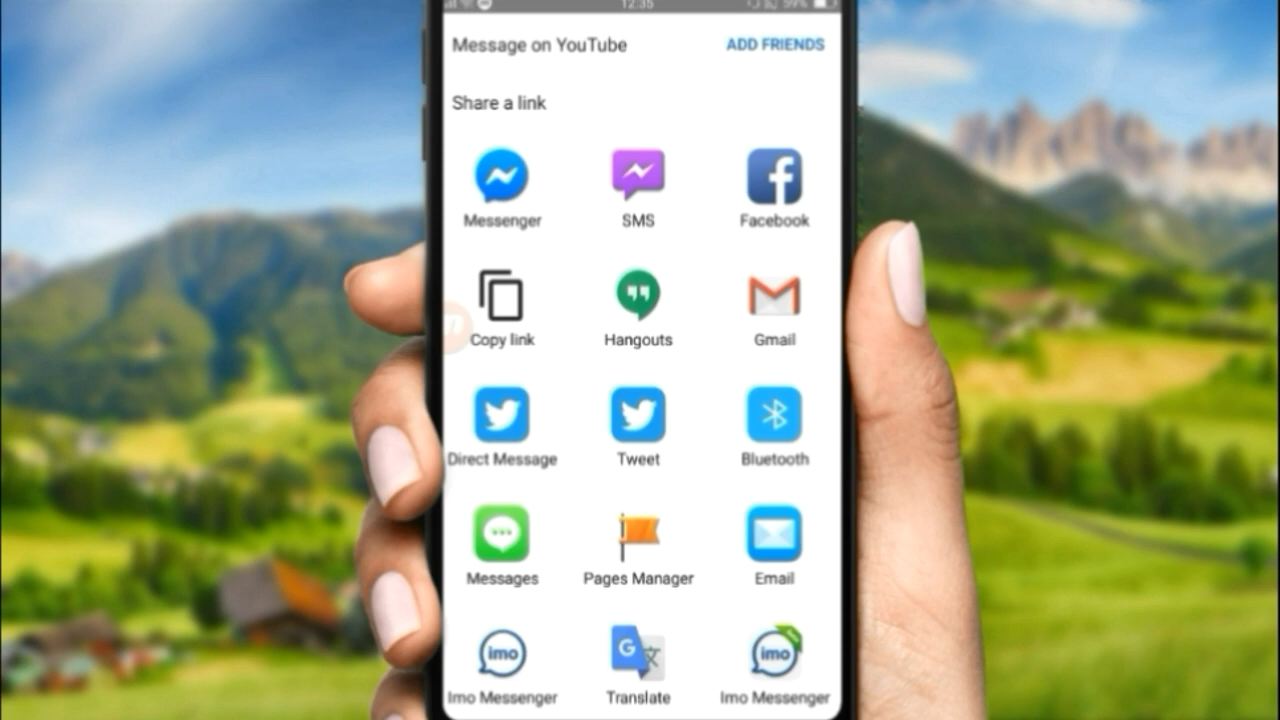 12:35
59%
Message on YouTube
ADD FRIENDS
Share a link
Messenger
SMS
Facebook
Copy link
Hangouts
Gmail
Direct Message
Tweet
Bluetooth
Messages
Pages Manager
Email
imo
G
imo
Imo Messenger
Translate
Imo Messenger